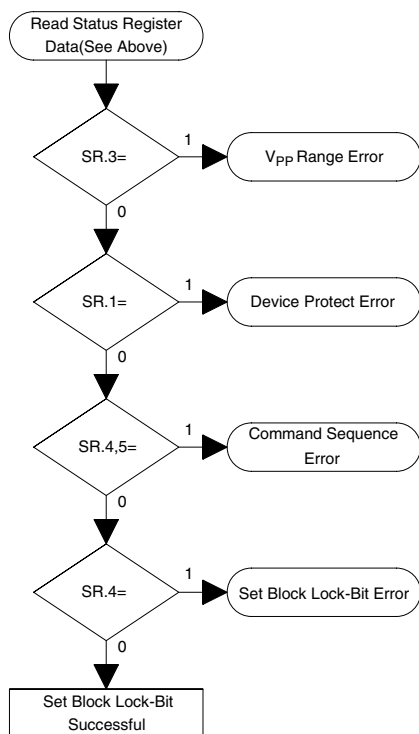 Read Status Register
Data(See Above)
SR.3=
1
VPP Range Error
0
SR.1=
1
Device Protect Error
0
SR.4,5=
1
Command Sequence
Error
0
SR.4=
1
Set Block Lock-Bit Error
0
Set Block Lock-Bit
Successful